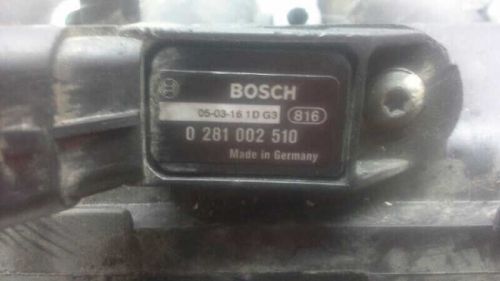 BOSCH
05-03-16 1D G3 816
0 281 002 510
Made in Germany